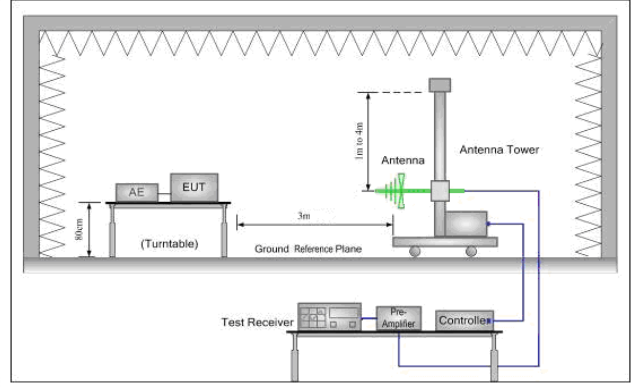 1m to 4m
Antenna
Antenna Tower
AE
EUT
80cm
(Turntable)
3m
Ground Reference Plane
Test Receiver
Pre-
Amplifier
Controller